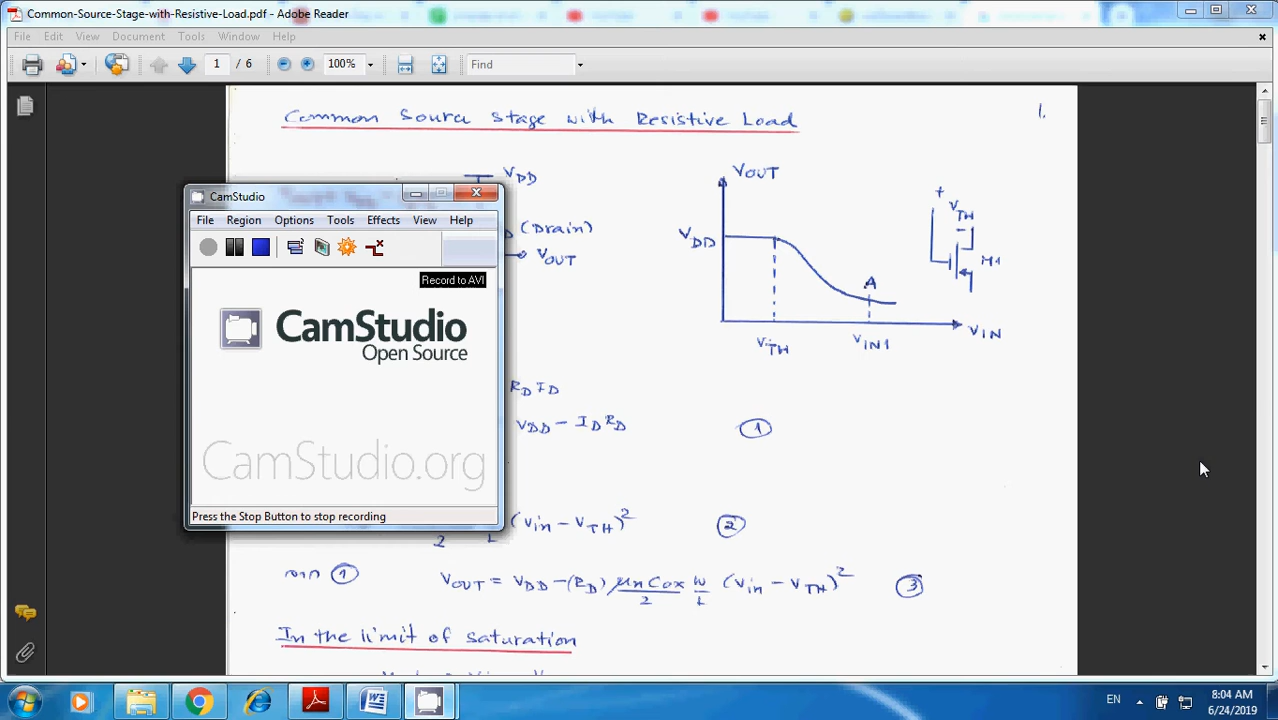 Common-Source-Stage-with-Resistive-Load.pdf - Adobe Reader
File Edit View Document Tools Window Help
1 / 6 100% Find
Common Source Stage with Resistive Load
1.
VDD
(Drain)
VOUT
VOUT
VDD
A
VTH
VIN1
VIN
+
VTH
-
M1
CamStudio
File Region Options Tools Effects View Help
Record to AVI
CamStudio
Open Source
CamStudio.org
Press the Stop Button to stop recording
RD ID
VDD - ID RD ①
(Vin - VTH)² ②
2 L
จาก ① VOUT = VDD - (RD) μnCox/2 W/L (Vin - VTH)² ③
In the limit of saturation
EN
8:04 AM
6/24/2019